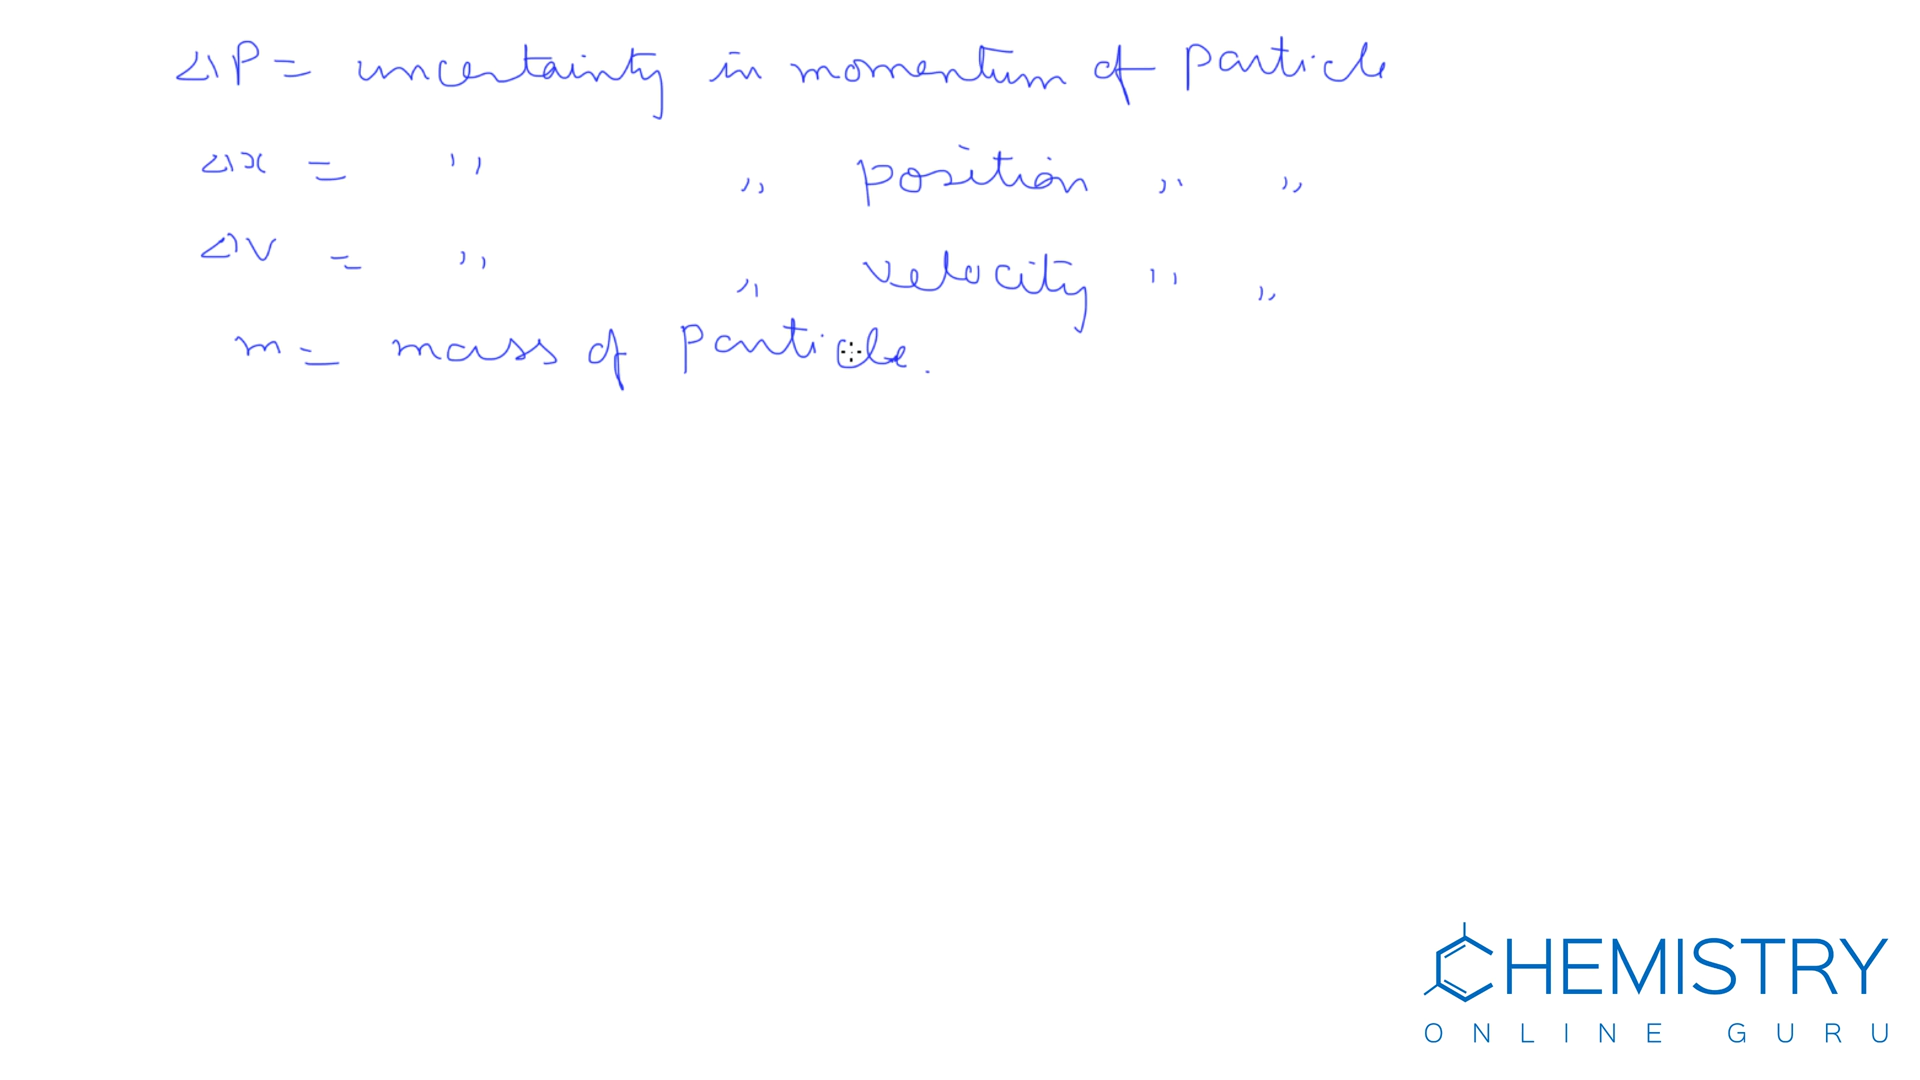 ΔP = uncertainty in momentum of particle
Δx = " " position " "
Δv = " " velocity " "
m = mass of particle.
CHEMISTRY
ONLINE GURU